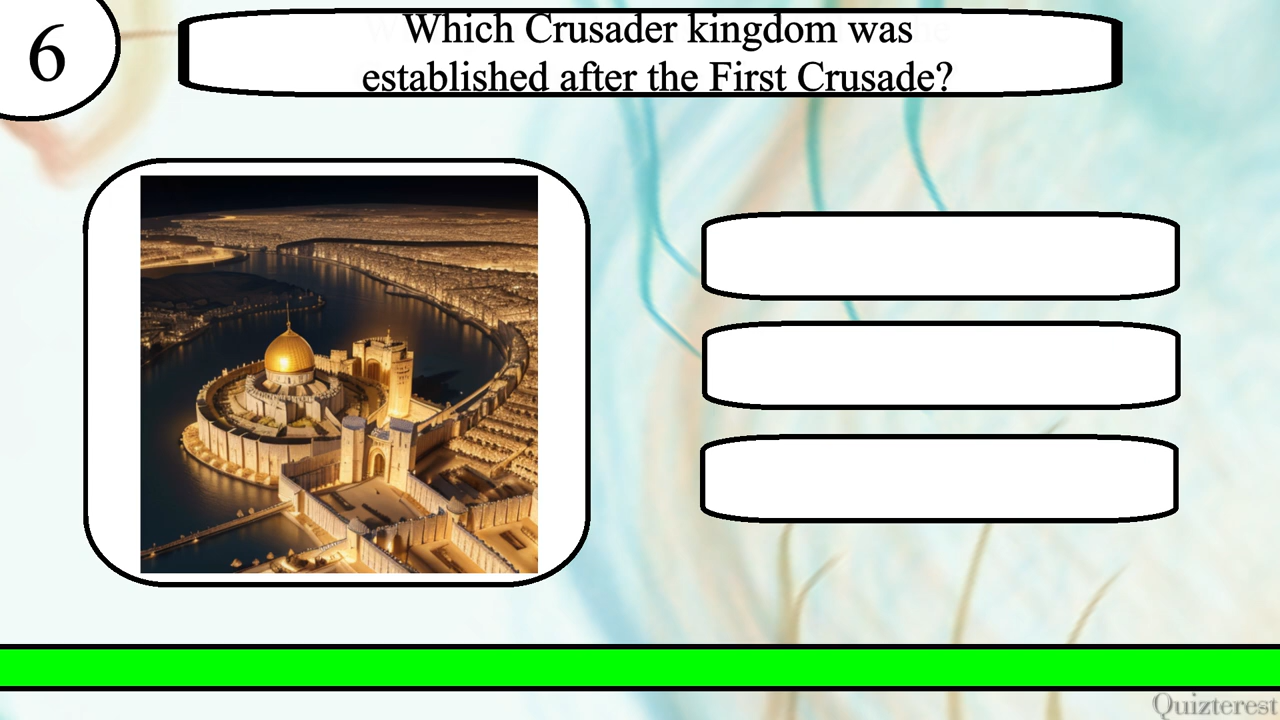 6
Which Crusader kingdom was
established after the First Crusade?
Quizterest